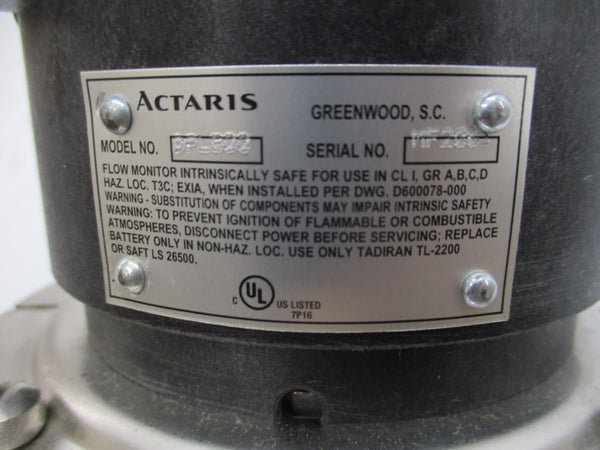 ACTARIS GREENWOOD, S.C.
MODEL NO. SERIAL NO.
FLOW MONITOR INTRINSICALLY SAFE FOR USE IN CL I, GR A,B,C,D
HAZ. LOC. T3C; EXIA, WHEN INSTALLED PER DWG. D600078-000
WARNING - SUBSTITUTION OF COMPONENTS MAY IMPAIR INTRINSIC SAFETY
WARNING: TO PREVENT IGNITION OF FLAMMABLE OR COMBUSTIBLE
ATMOSPHERES, DISCONNECT POWER BEFORE SERVICING; REPLACE
BATTERY ONLY IN NON-HAZ. LOC. USE ONLY TADIRAN TL-2200
OR SAFT LS 26500.
C UL US LISTED
7P16